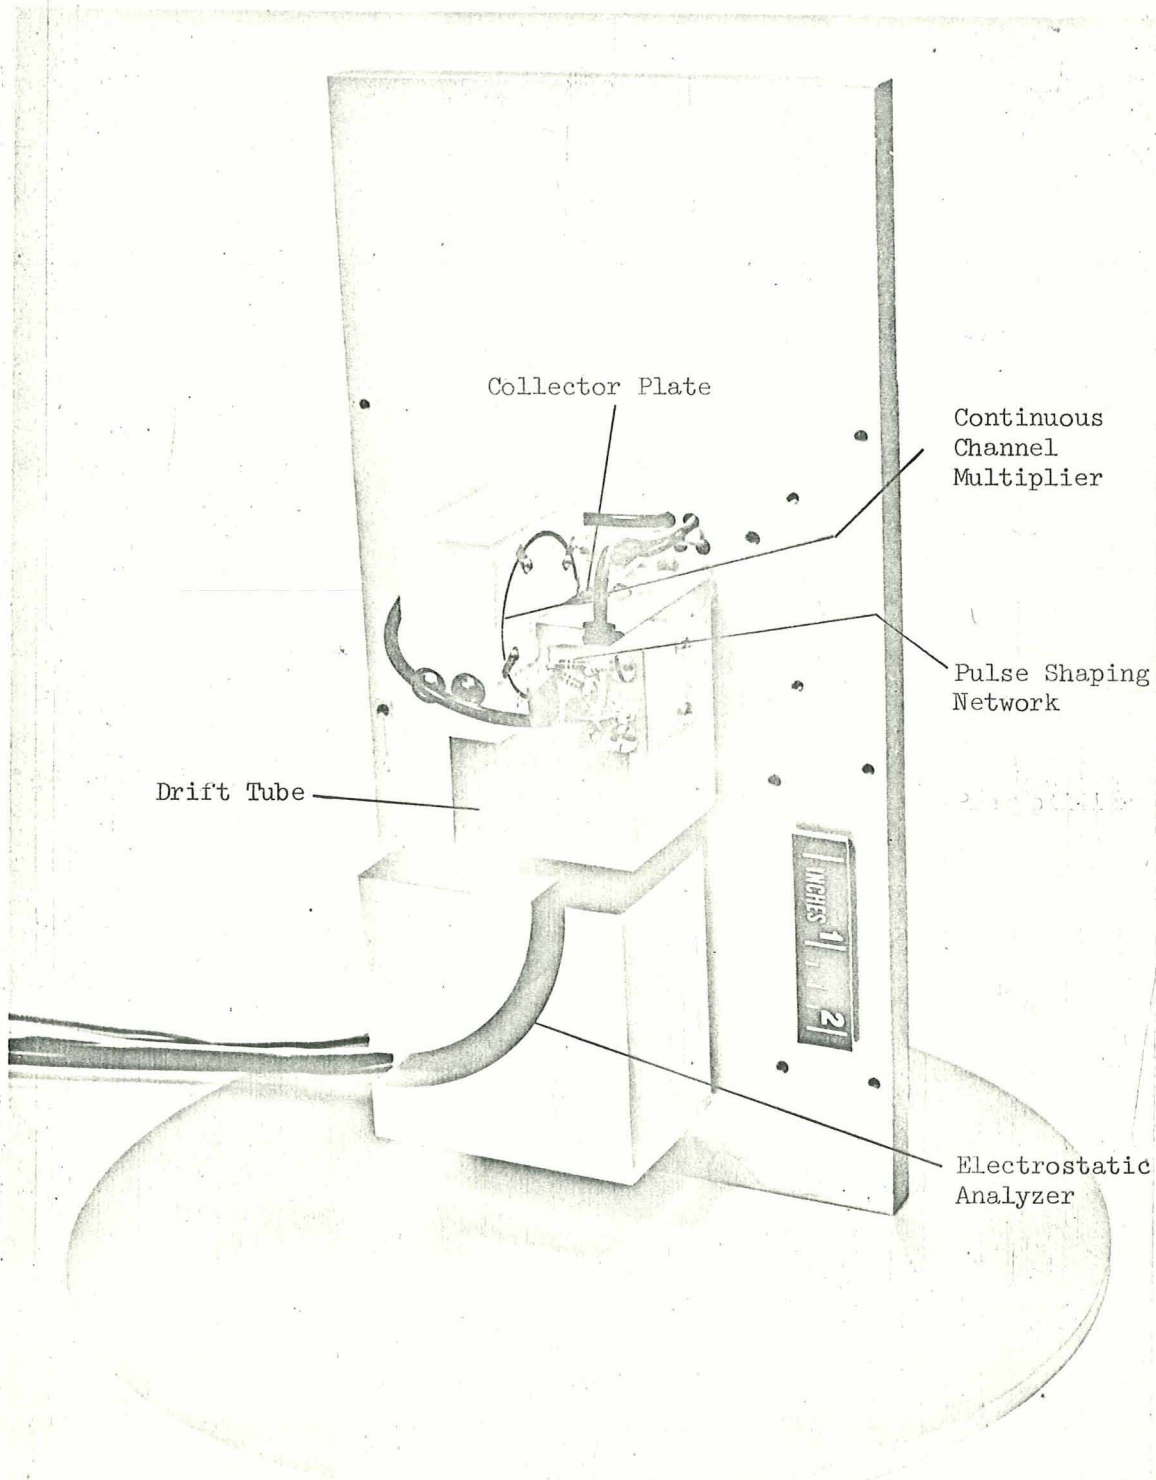 Collector Plate
Continuous
Channel
Multiplier
Pulse Shaping
Network
Drift Tube
INCHES 1 2
Electrostatic
Analyzer